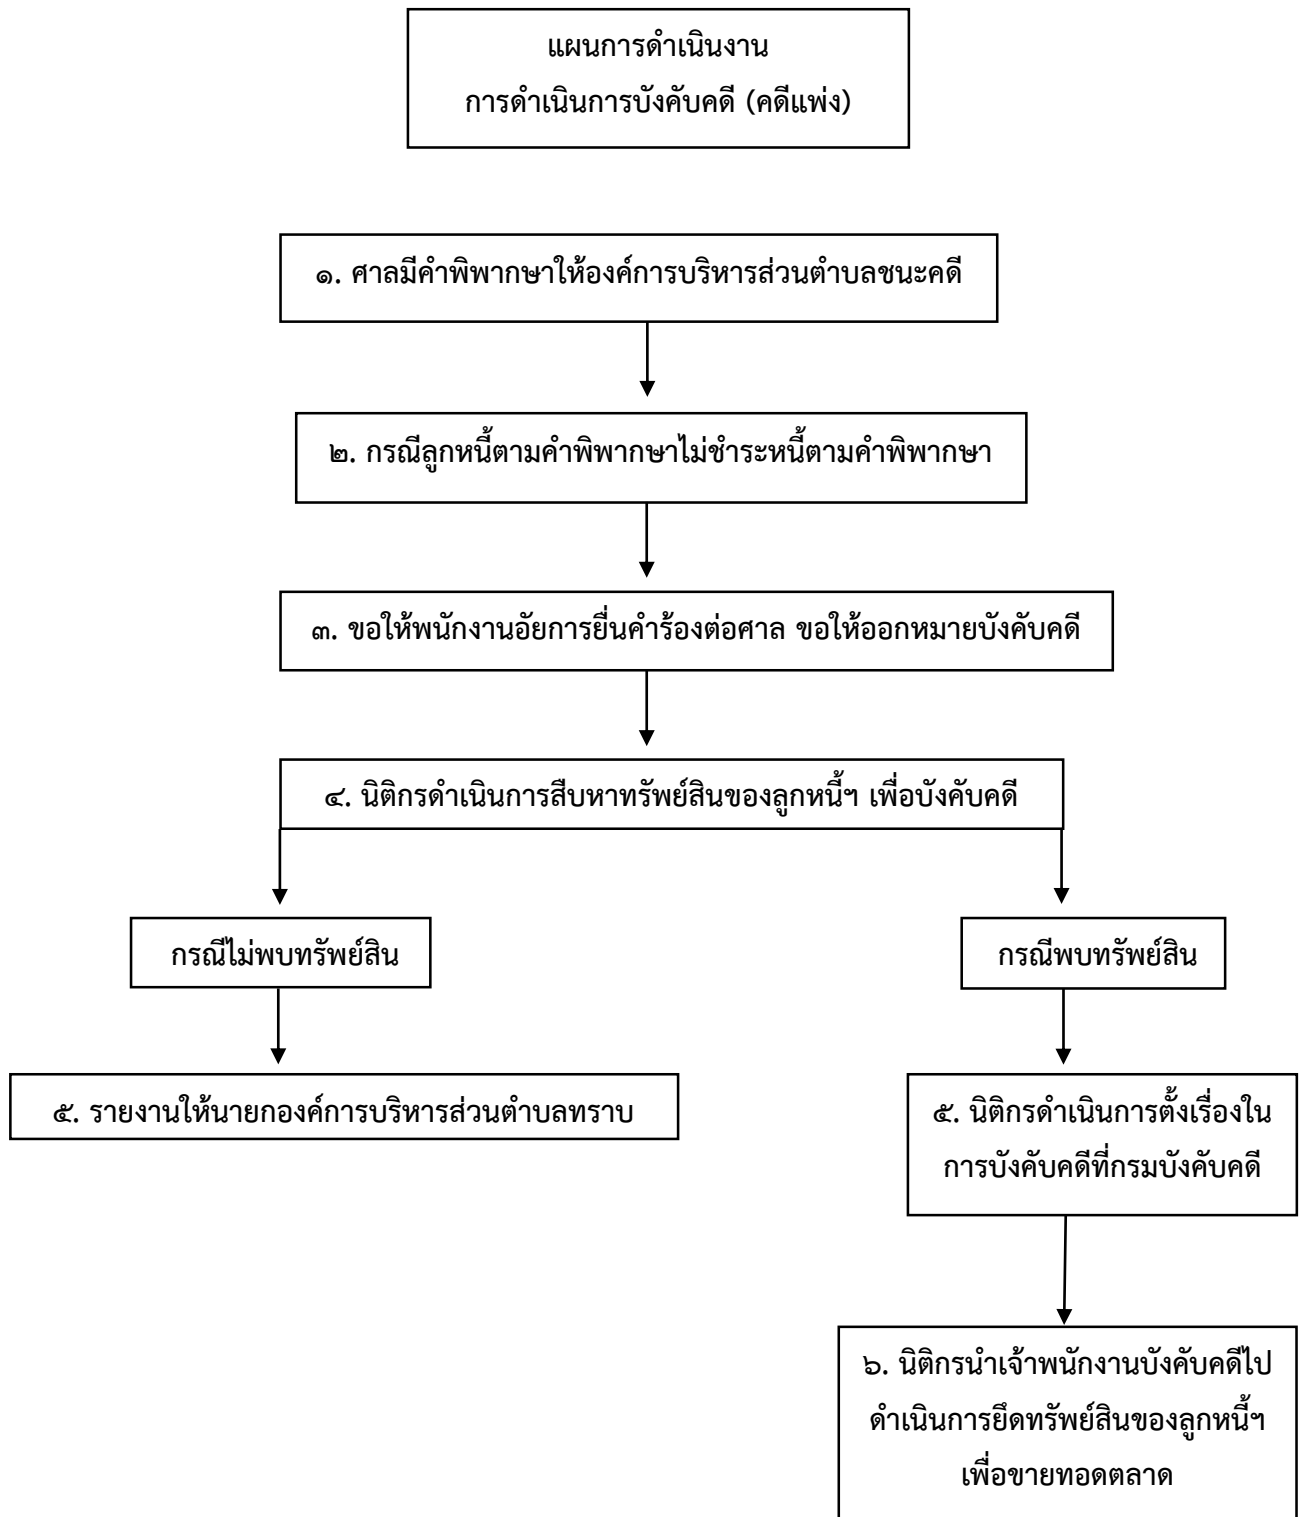 แผนการดำเนินงาน
การดำเนินการบังคับคดี (คดีแพ่ง)
๑. ศาลมีคำพิพากษาให้องค์การบริหารส่วนตำบลชนะคดี
๒. กรณีลูกหนี้ตามคำพิพากษาไม่ชำระหนี้ตามคำพิพากษา
๓. ขอให้พนักงานอัยการยื่นคำร้องต่อศาล ขอให้ออกหมายบังคับคดี
๔. นิติกรดำเนินการสืบหาทรัพย์สินของลูกหนี้ฯ เพื่อบังคับคดี
กรณีไม่พบทรัพย์สิน
กรณีพบทรัพย์สิน
๕. รายงานให้นายกองค์การบริหารส่วนตำบลทราบ
๕. นิติกรดำเนินการตั้งเรื่องใน
การบังคับคดีที่กรมบังคับคดี
๖. นิติกรนำเจ้าพนักงานบังคับคดีไป
ดำเนินการยึดทรัพย์สินของลูกหนี้ฯ
เพื่อขายทอดตลาด